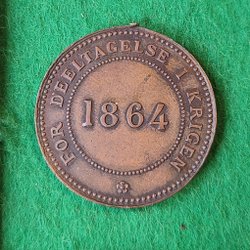 FOR DEELTAGELSE I KRIGEN
1864